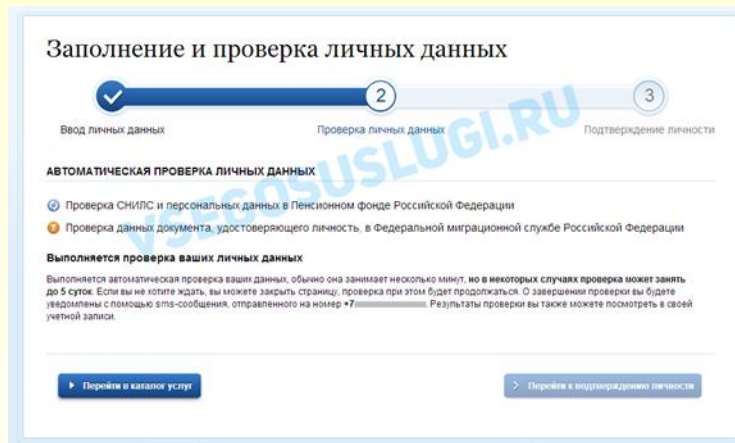 Заполнение и проверка личных данных
2
3
Ввод личных данных
Проверка личных данных
Подтверждение личности
VSEGOSUSLUGI.RU
АВТОМАТИЧЕСКАЯ ПРОВЕРКА ЛИЧНЫХ ДАННЫХ
Проверка СНИЛС и персональных данных в Пенсионном фонде Российской Федерации
Проверка данных документа, удостоверяющего личность, в Федеральной миграционной службе Российской Федерации
Выполняется проверка ваших личных данных
Выполняется автоматическая проверка ваших данных, обычно она занимает несколько минут, но в некоторых случаях проверка может занять
до 5 суток. Если вы не хотите ждать, вы можете закрыть страницу, проверка при этом будет продолжаться. О завершении проверки вы будете
уведомлены с помощью sms-сообщения, отправленного на номер +7 . Результаты проверки вы также можете посмотреть в своей
учетной записи.
Перейти в каталог услуг
Перейти к подтверждению личности